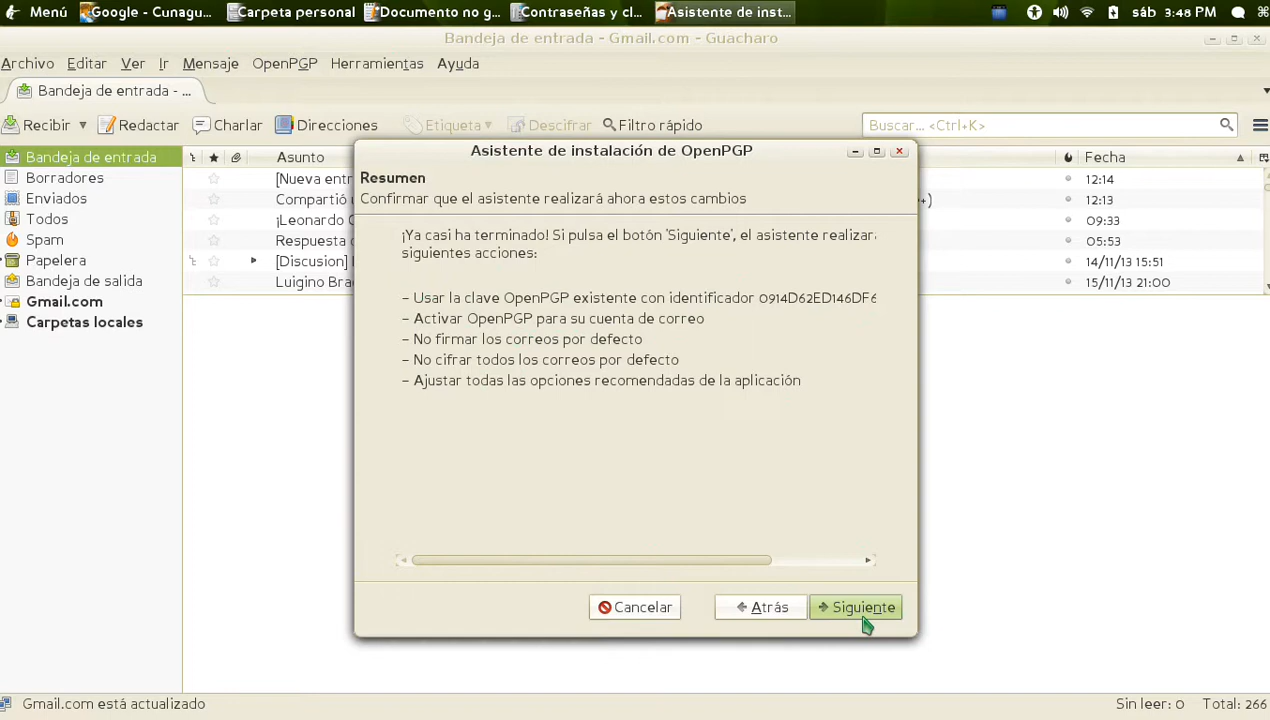 Menú Google - Cunagu... Carpeta personal Documento no g... Contraseñas y cl... Asistente de inst... sáb 3:48 PM
Bandeja de entrada - Gmail.com - Guacharo
Archivo Editar Ver Ir Mensaje OpenPGP Herramientas Ayuda
Bandeja de entrada - ...
Recibir Redactar Charlar Direcciones Etiqueta Descifrar Filtro rápido Buscar... <Ctrl+K>
Asistente de instalación de OpenPGP
Bandeja de entrada
Borradores
Enviados
Todos
Spam
Papelera
Bandeja de salida
Gmail.com
Carpetas locales
Asunto Fecha
[Nueva entr 12:14
Compartió +) 12:13
¡Leonardo 09:33
Respuesta 05:53
[Discusion] 14/11/13 15:51
Luigino Bra 15/11/13 21:00
Resumen
Confirmar que el asistente realizará ahora estos cambios
¡Ya casi ha terminado! Si pulsa el botón 'Siguiente', el asistente realizar
siguientes acciones:
- Usar la clave OpenPGP existente con identificador 0914D62ED146DF6
- Activar OpenPGP para su cuenta de correo
- No firmar los correos por defecto
- No cifrar todos los correos por defecto
- Ajustar todas las opciones recomendadas de la aplicación
Cancelar Atrás Siguiente
Gmail.com está actualizado Sin leer: 0 Total: 266